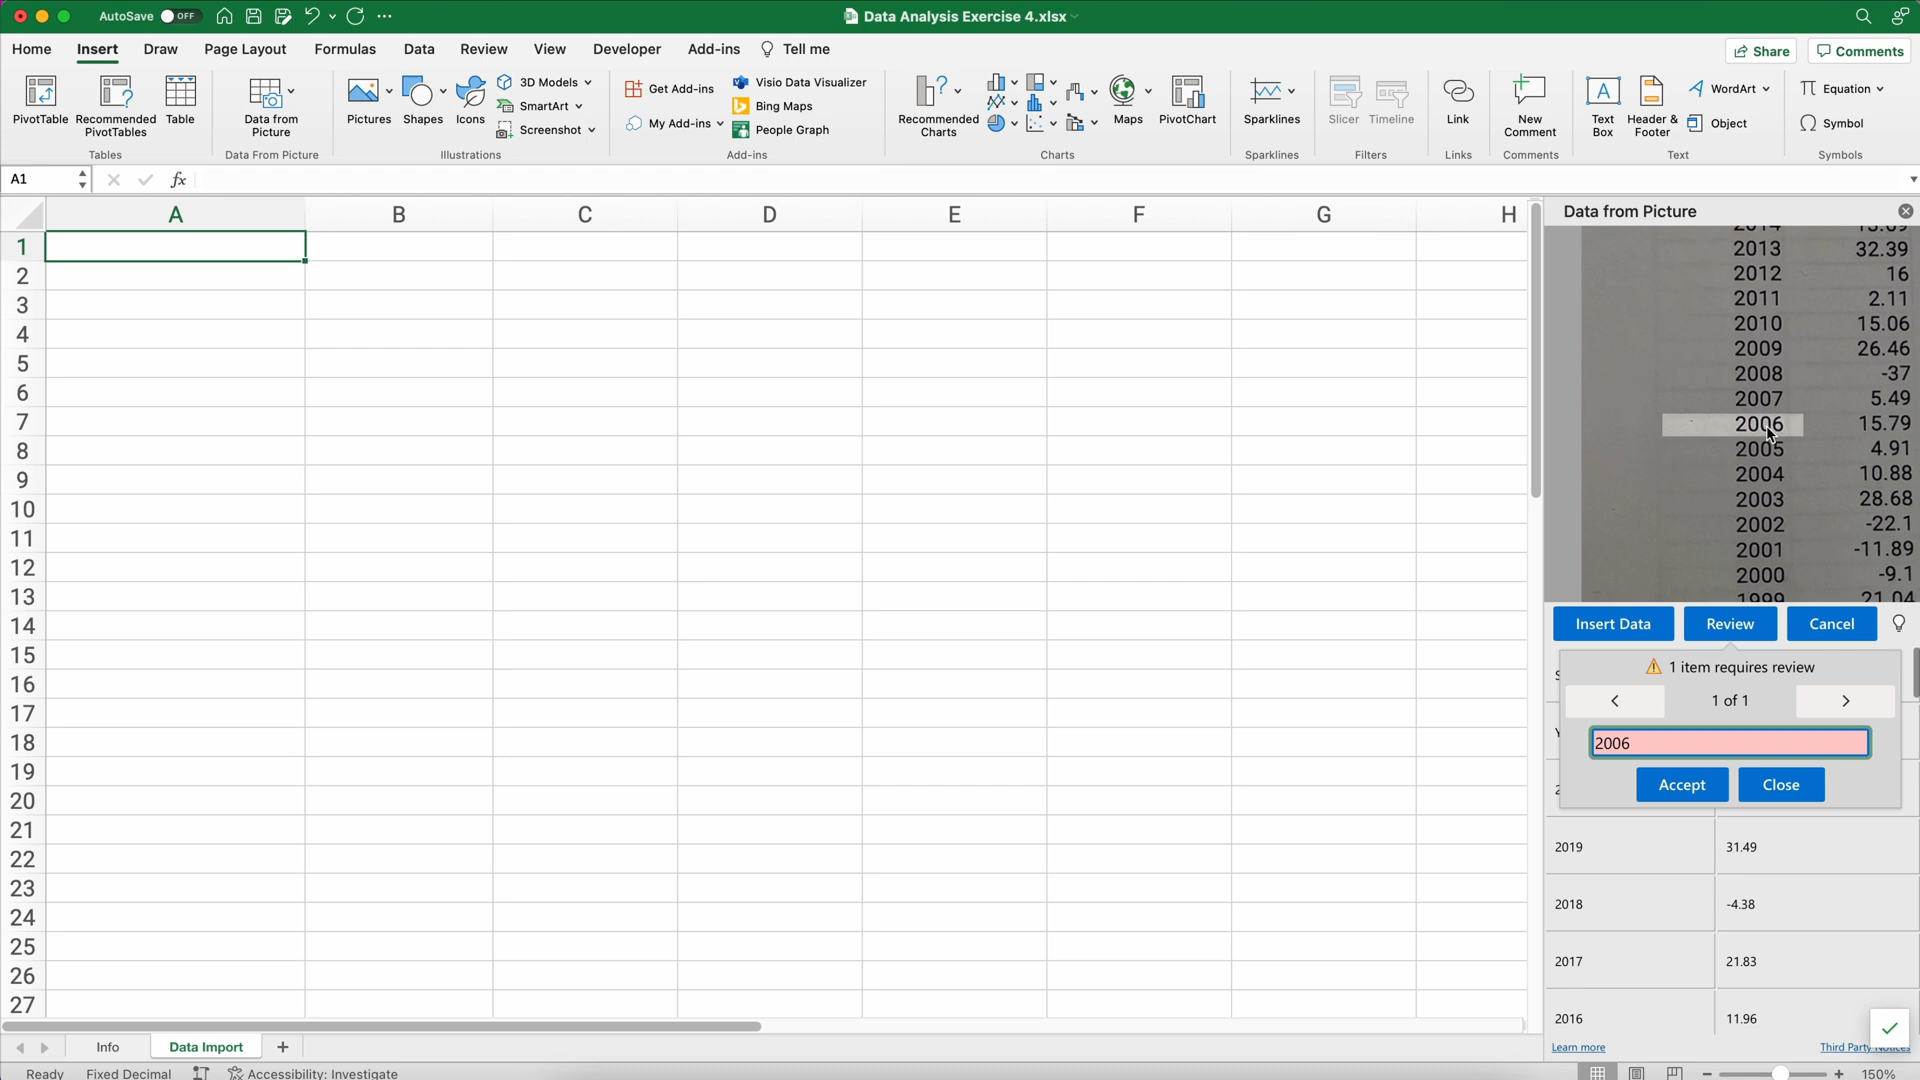 AutoSave OFF
Data Analysis Exercise 4.xlsx
Home Insert Draw Page Layout Formulas Data Review View Developer Add-ins Tell me
Share Comments
PivotTable
Recommended
PivotTables
Table
Tables
Data from
Picture
Data From Picture
Pictures
Shapes
Icons
3D Models
SmartArt
Screenshot
Illustrations
Get Add-ins
My Add-ins
Visio Data Visualizer
Bing Maps
People Graph
Add-ins
Recommended
Charts
Maps
PivotChart
Charts
Sparklines
Sparklines
Slicer
Timeline
Filters
Link
Links
New
Comment
Comments
Text
Box
Header &
Footer
WordArt
Object
Text
Equation
Symbol
Symbols
A1 fx
A B C D E F G H
1
2
3
4
5
6
7
8
9
10
11
12
13
14
15
16
17
18
19
20
21
22
23
24
25
26
27
Data from Picture
2013 32.39
2012 16
2011 2.11
2010 15.06
2009 26.46
2008 -37
2007 5.49
2006 15.79
2005 4.91
2004 10.88
2003 28.68
2002 -22.1
2001 -11.89
2000 -9.1
1999 21.04
Insert Data Review Cancel
1 item requires review
1 of 1
2006
Accept Close
2019 31.49
2018 -4.38
2017 21.83
2016 11.96
Learn more Third Party Notices
Info Data Import
Ready Fixed Decimal Accessibility: Investigate
150%